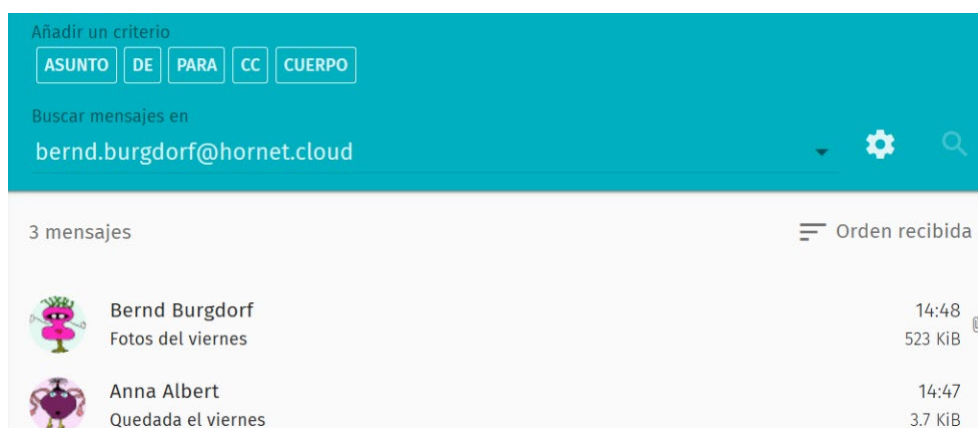 Añadir un criterio
ASUNTO DE PARA CC CUERPO
Buscar mensajes en
bernd.burgdorf@hornet.cloud
3 mensajes Orden recibida
Bernd Burgdorf 14:48
Fotos del viernes 523 KiB
Anna Albert 14:47
Quedada el viernes 3.7 KiB